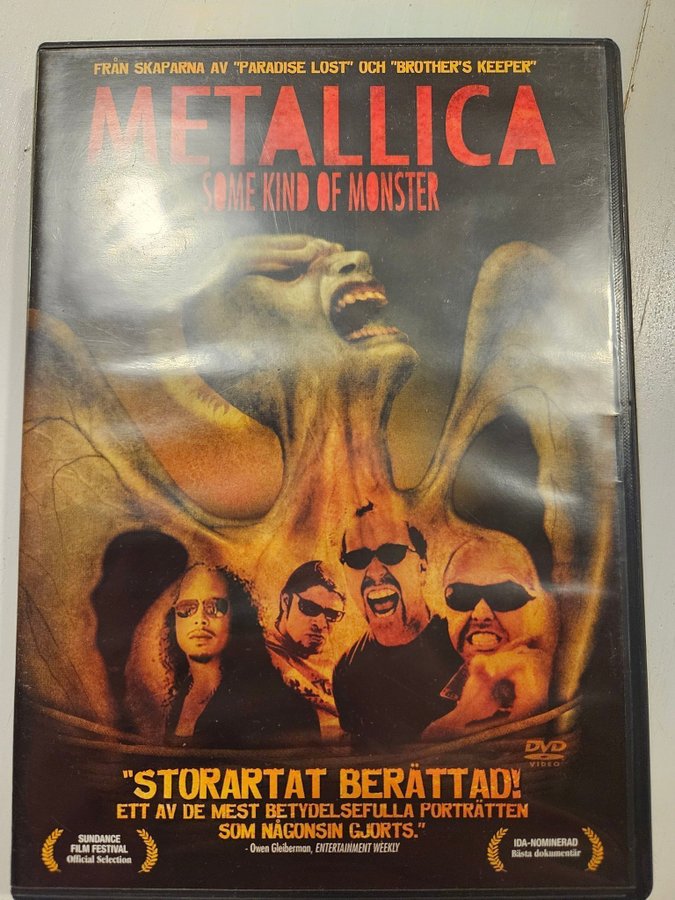 FRÅN SKAPARNA AV "PARADISE LOST" OCH "BROTHER'S KEEPER"
METALLICA
SOME KIND OF MONSTER
DVD
VIDEO
"STORARTAT BERÄTTAD!
ETT AV DE MEST BETYDELSEFULLA PORTRÄTTEN
SOM NÅGONSIN GJORTS."
- Owen Gleiberman, ENTERTAINMENT WEEKLY
SUNDANCE
FILM FESTIVAL
Official Selection
IDA-NOMINERAD
Bästa dokumentär